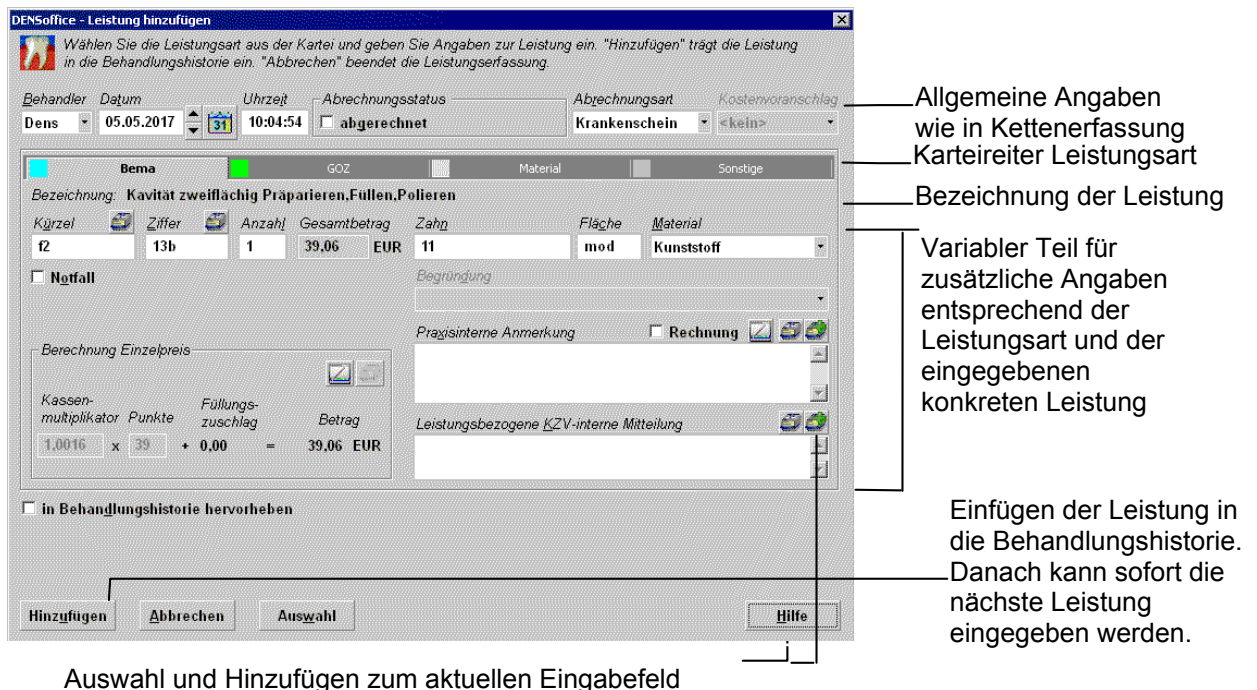 DENSoffice - Leistung hinzufügen
Wählen Sie die Leistungsart aus der Kartei und geben Sie Angaben zur Leistung ein. "Hinzufügen" trägt die Leistung
in die Behandlungshistorie ein. "Abbrechen" beendet die Leistungserfassung.
Behandler Datum Uhrzeit Abrechnungsstatus Abrechnungsart Kostenvoranschlag
Dens 05.05.2017 31 10:04:54 abgerechnet Krankenschein <kein>
Allgemeine Angaben
wie in Kettenerfassung
Karteireiter Leistungsart
Bema GOZ Material Sonstige
Bezeichnung: Kavität zweiflächig Präparieren,Füllen,Polieren
Bezeichnung der Leistung
Kürzel Ziffer Anzahl Gesamtbetrag Zahn Fläche Material
f2 13b 1 39,06 EUR 11 mod Kunststoff
Notfall
Begründung
Variabler Teil für
zusätzliche Angaben
entsprechend der
Leistungsart und der
eingegebenen
konkreten Leistung
Praxisinterne Anmerkung Rechnung
Berechnung Einzelpreis
Kassen-
multiplikator Punkte Füllungs-
zuschlag Betrag
1,0016 x 39 + 0,00 = 39,06 EUR
Leistungsbezogene KZV-interne Mitteilung
in Behandlungshistorie hervorheben
Einfügen der Leistung in
die Behandlungshistorie.
Danach kann sofort die
nächste Leistung
eingegeben werden.
Hinzufügen Abbrechen Auswahl Hilfe
Auswahl und Hinzufügen zum aktuellen Eingabefeld